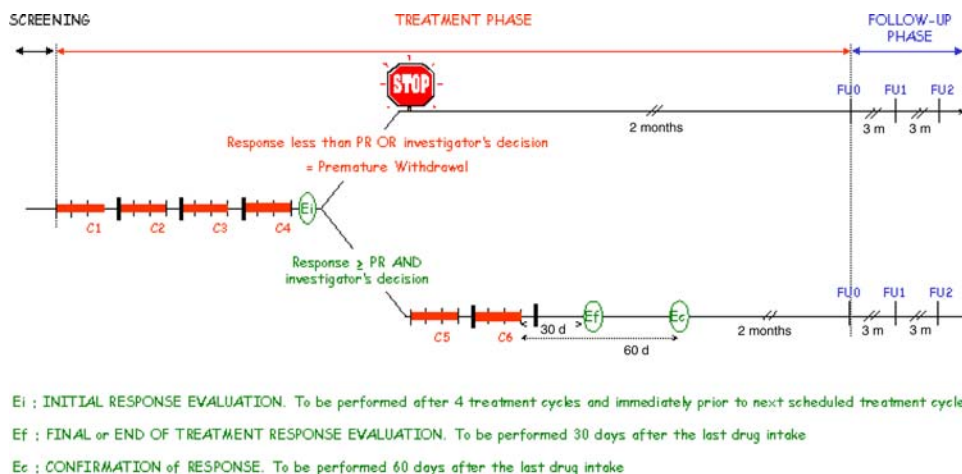 SCREENING
TREATMENT PHASE
FOLLOW-UP
PHASE
STOP
FU0 FU1 FU2
2 months 3 m 3 m
Response less than PR OR investigator's decision
= Premature Withdrawal
Ei
C1 C2 C3 C4
Response ≥ PR AND
investigator's decision
FU0 FU1 FU2
Ef Ec
C5 C6 30 d 2 months 3 m 3 m
60 d
Ei : INITIAL RESPONSE EVALUATION. To be performed after 4 treatment cycles and immediately prior to next scheduled treatment cycle
Ef : FINAL or END OF TREATMENT RESPONSE EVALUATION. To be performed 30 days after the last drug intake
Ec : CONFIRMATION of RESPONSE. To be performed 60 days after the last drug intake